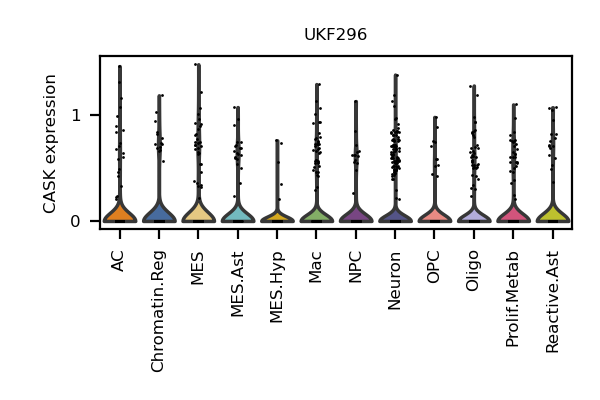 UKF296
CASK expression
1
0
AC
Chromatin.Reg
MES
MES.Ast
MES.Hyp
Mac
NPC
Neuron
OPC
Oligo
Prolif.Metab
Reactive.Ast